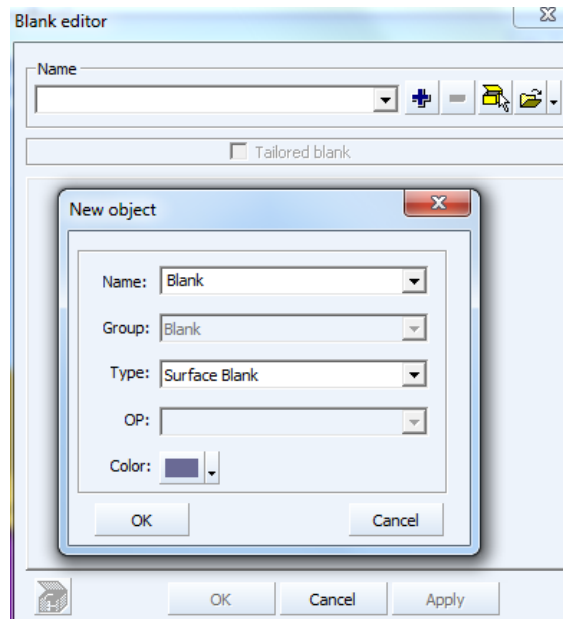 Blank editor
Name
Tailored blank
New object
Name: Blank
Group: Blank
Type: Surface Blank
OP:
Color:
OK Cancel
OK Cancel Apply